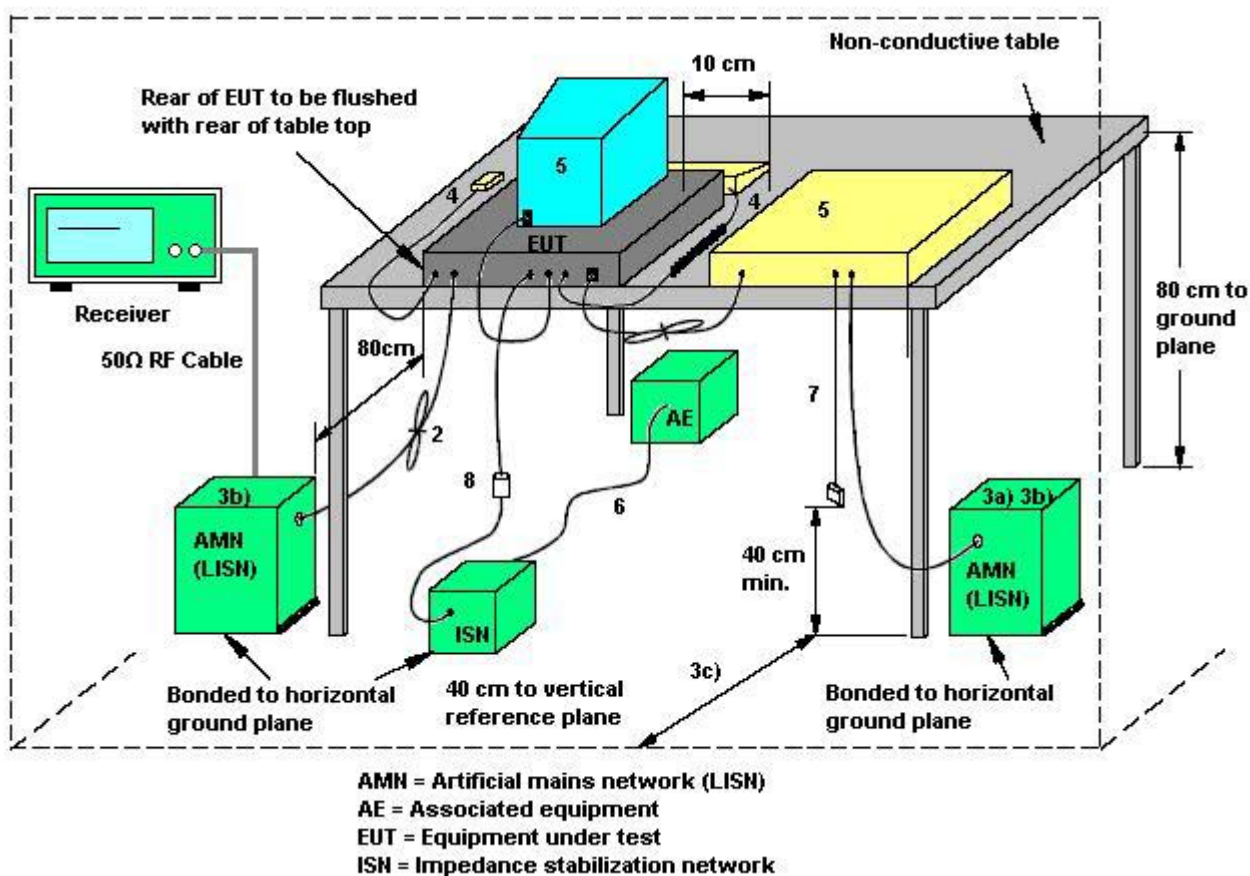 Non-conductive table
10 cm
Rear of EUT to be flushed
with rear of table top
4
5
4
5
EUT
Receiver
50Ω RF Cable
80cm
80 cm to
ground
plane
2
8
AE
7
6
3b)
AMN
(LISN)
40 cm
min.
3a) 3b)
AMN
(LISN)
ISN
3c)
Bonded to horizontal
ground plane
40 cm to vertical
reference plane
Bonded to horizontal
ground plane
AMN = Artificial mains network (LISN)
AE = Associated equipment
EUT = Equipment under test
ISN = Impedance stabilization network